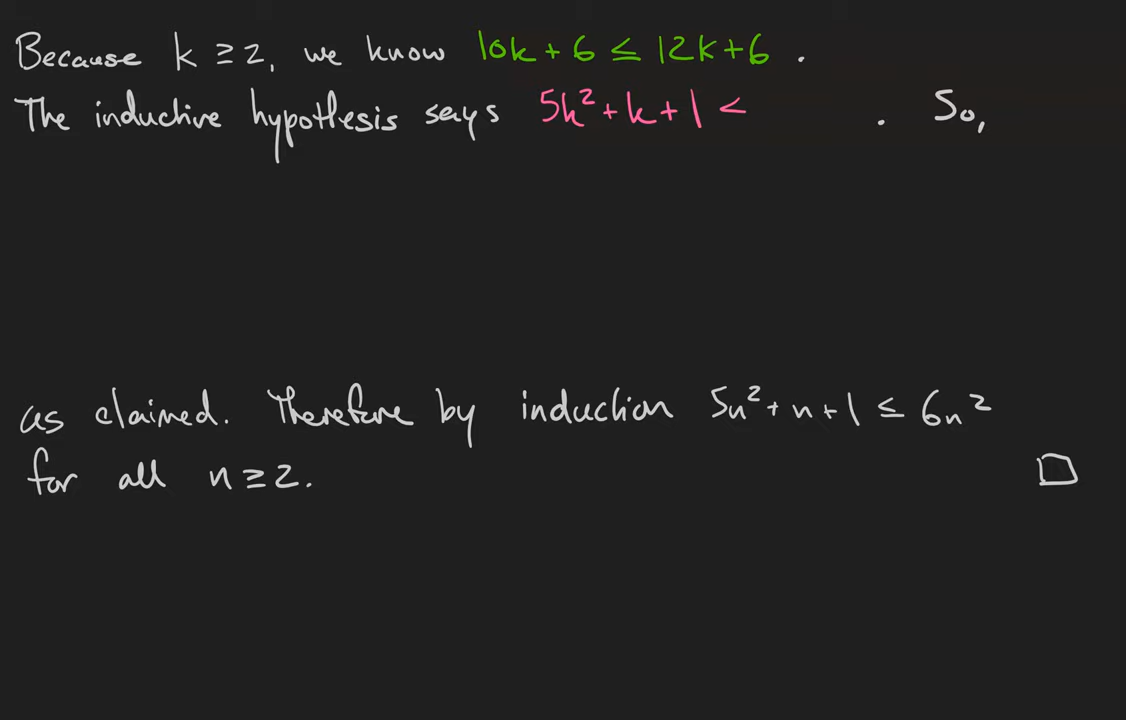 Because k ≥ 2, we know 10k + 6 ≤ 12k + 6 .
The inductive hypothesis says 5k² + k + 1 < . So,
as claimed. Therefore by induction 5n² + n + 1 ≤ 6n²
for all n ≥ 2. □